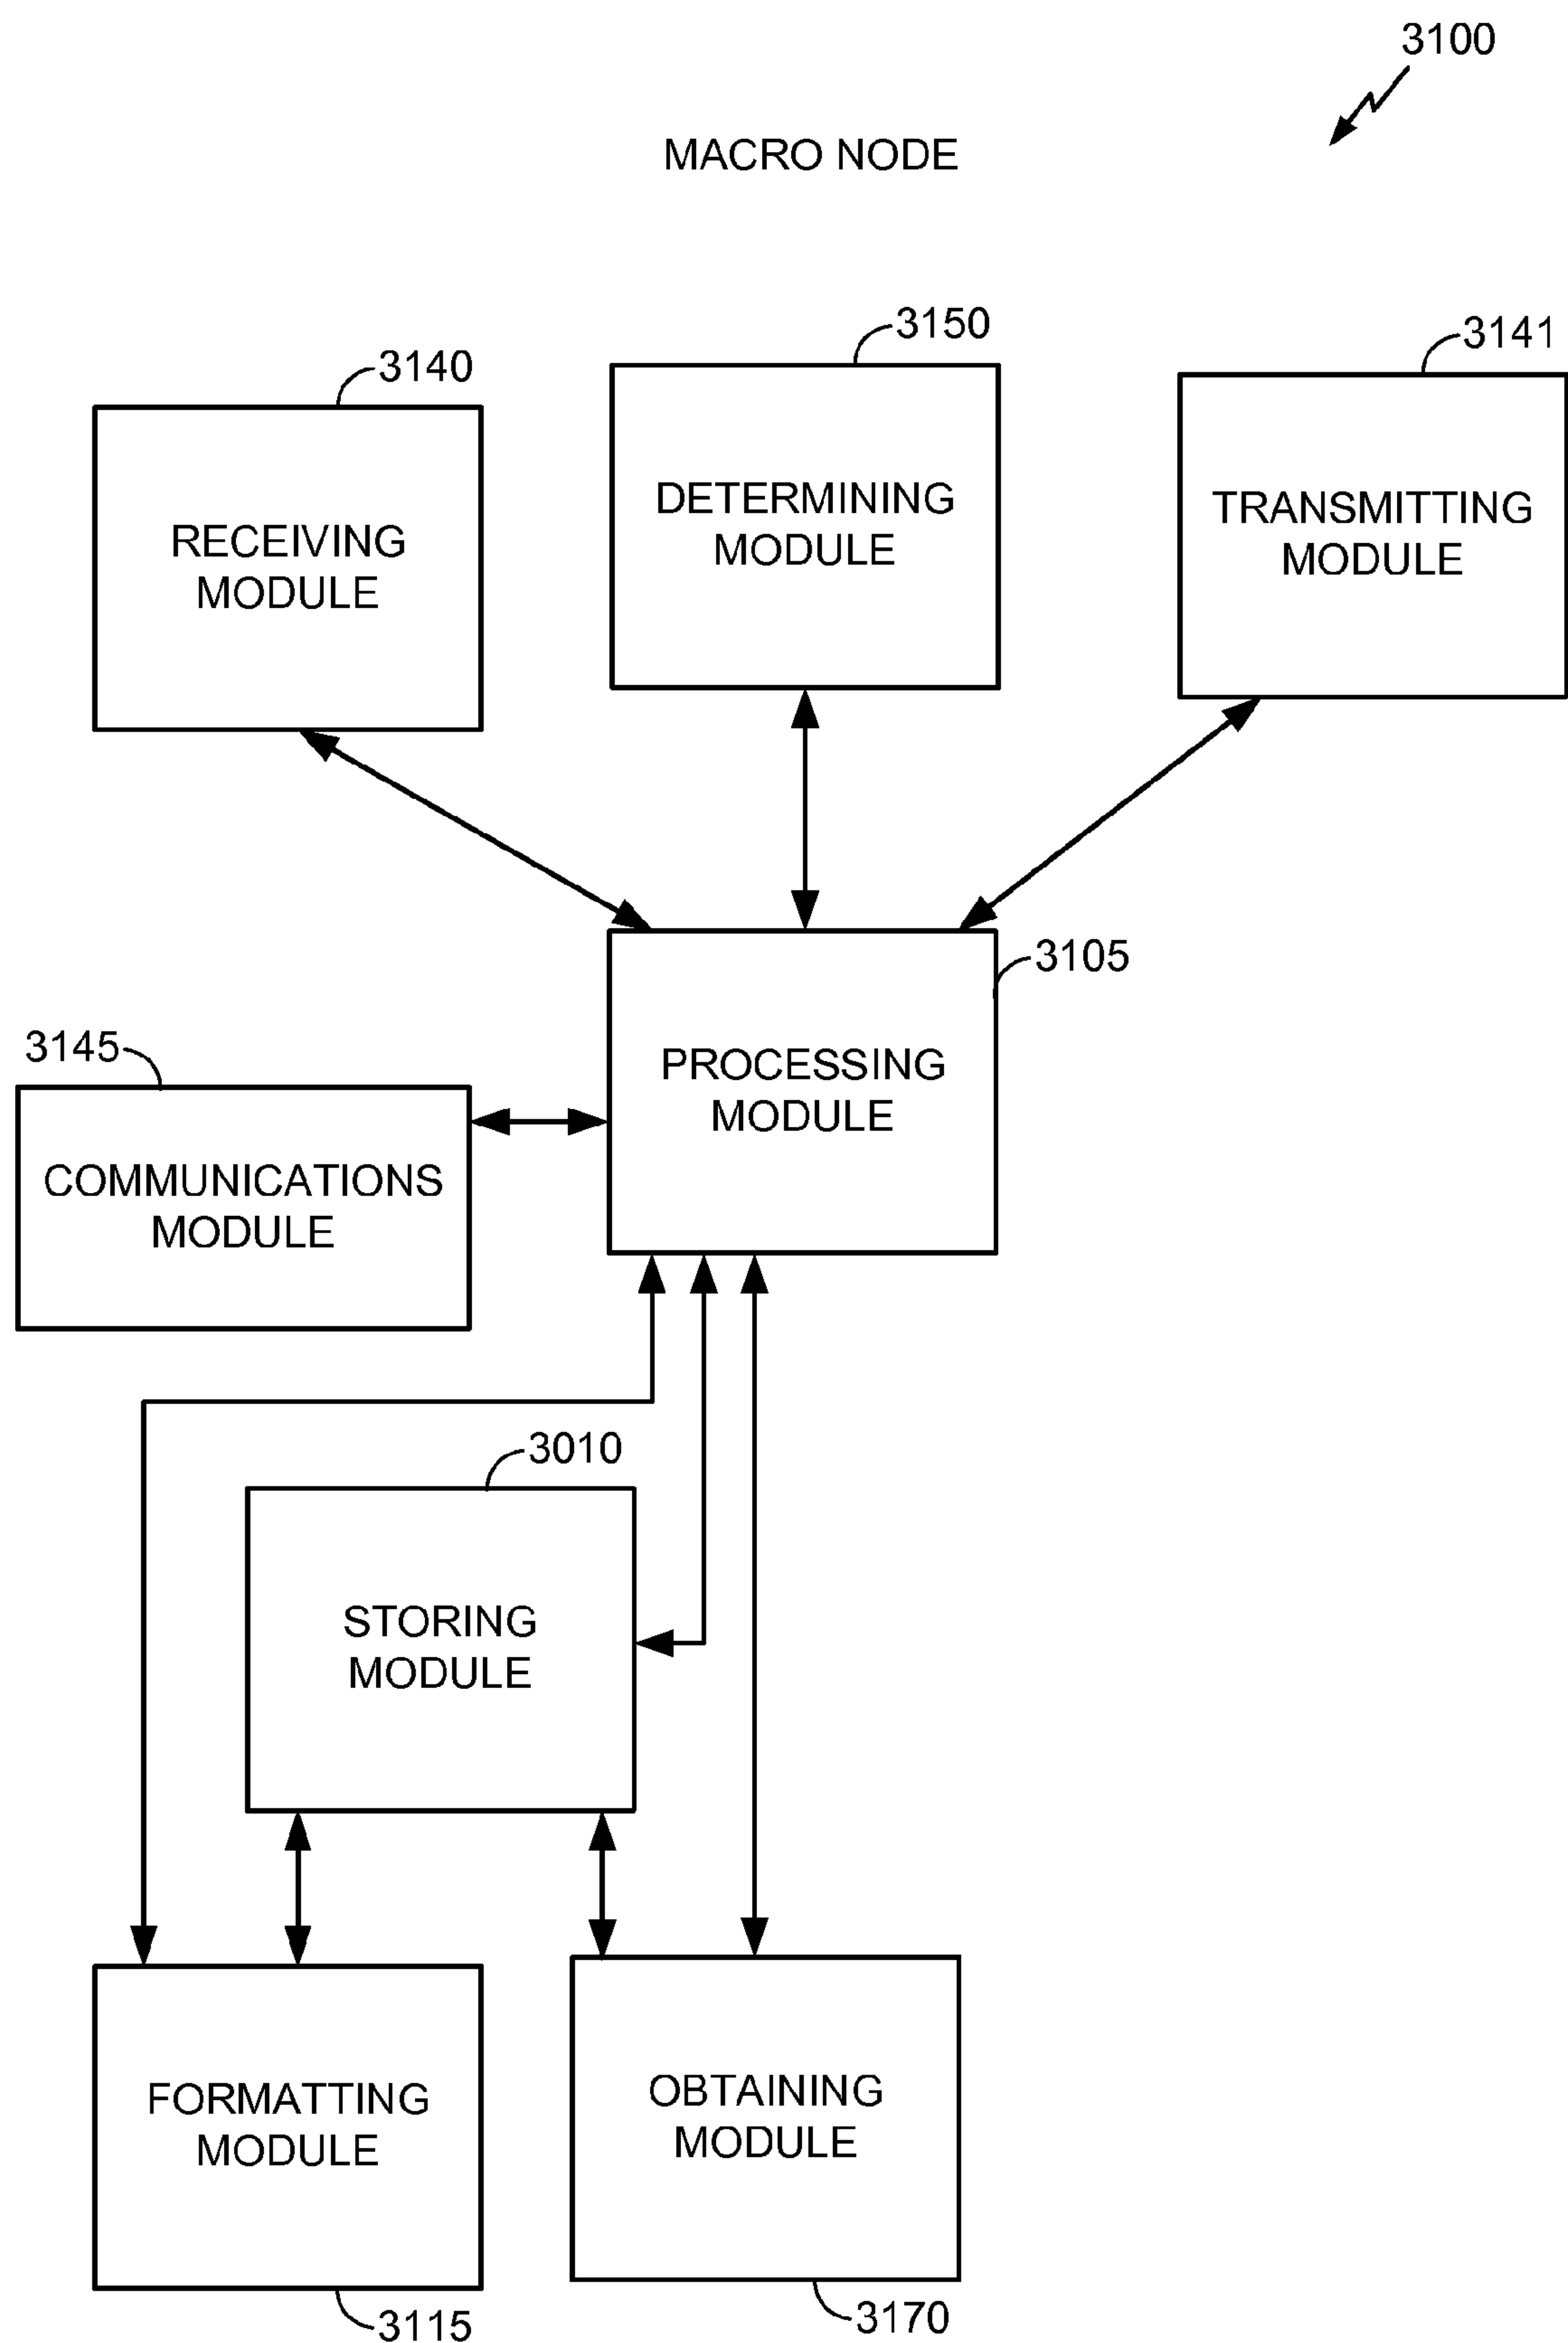 3100
MACRO NODE
3150
3141
3140
DETERMINING
MODULE
TRANSMITTING
MODULE
RECEIVING
MODULE
3105
3145
PROCESSING
MODULE
COMMUNICATIONS
MODULE
3010
STORING
MODULE
FORMATTING
MODULE
OBTAINING
MODULE
3115
3170